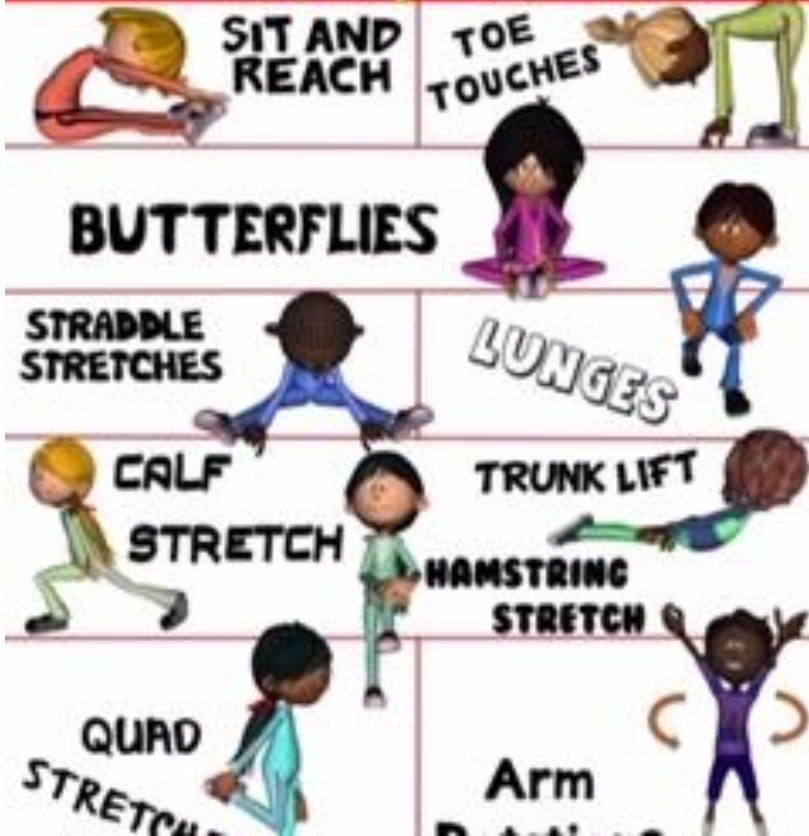 SIT AND
REACH
TOE
TOUCHES
BUTTERFLIES
STRADDLE
STRETCHES
LUNGES
CALF
STRETCH
TRUNK LIFT
HAMSTRING
STRETCH
QUAD
Arm